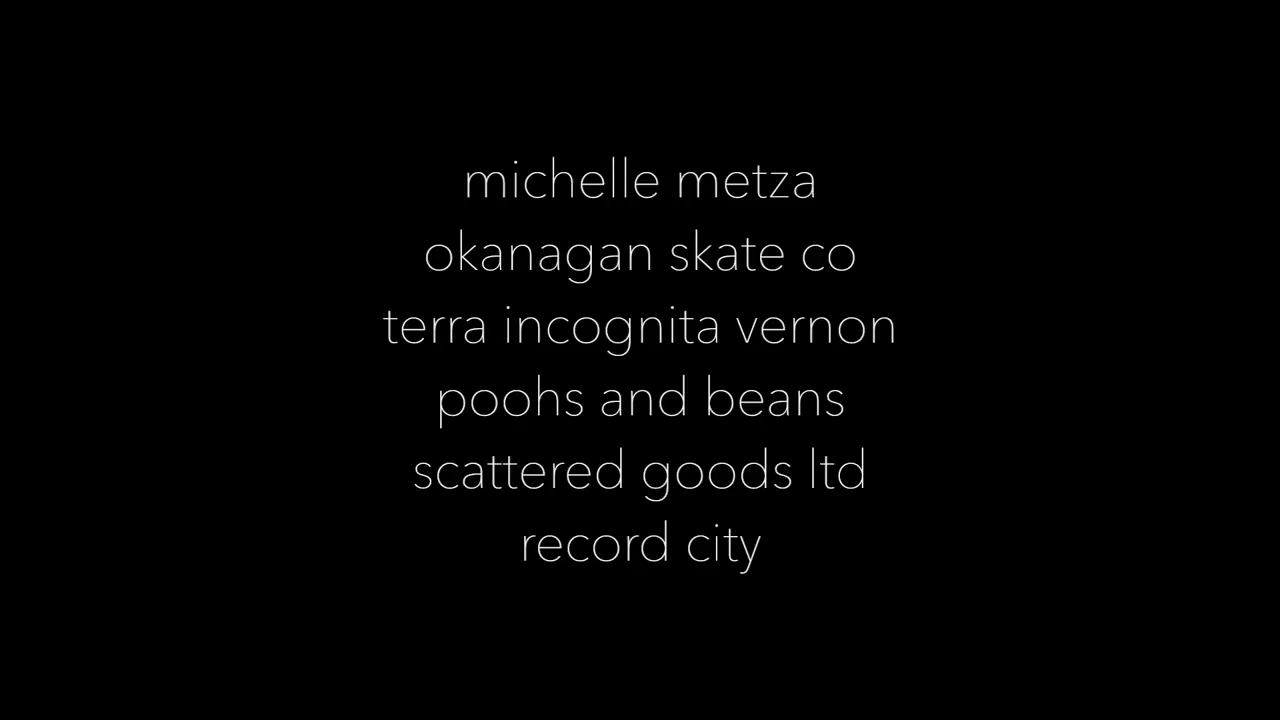 michelle metza
okanagan skate co
terra incognita vernon
poohs and beans
scattered goods ltd
record city